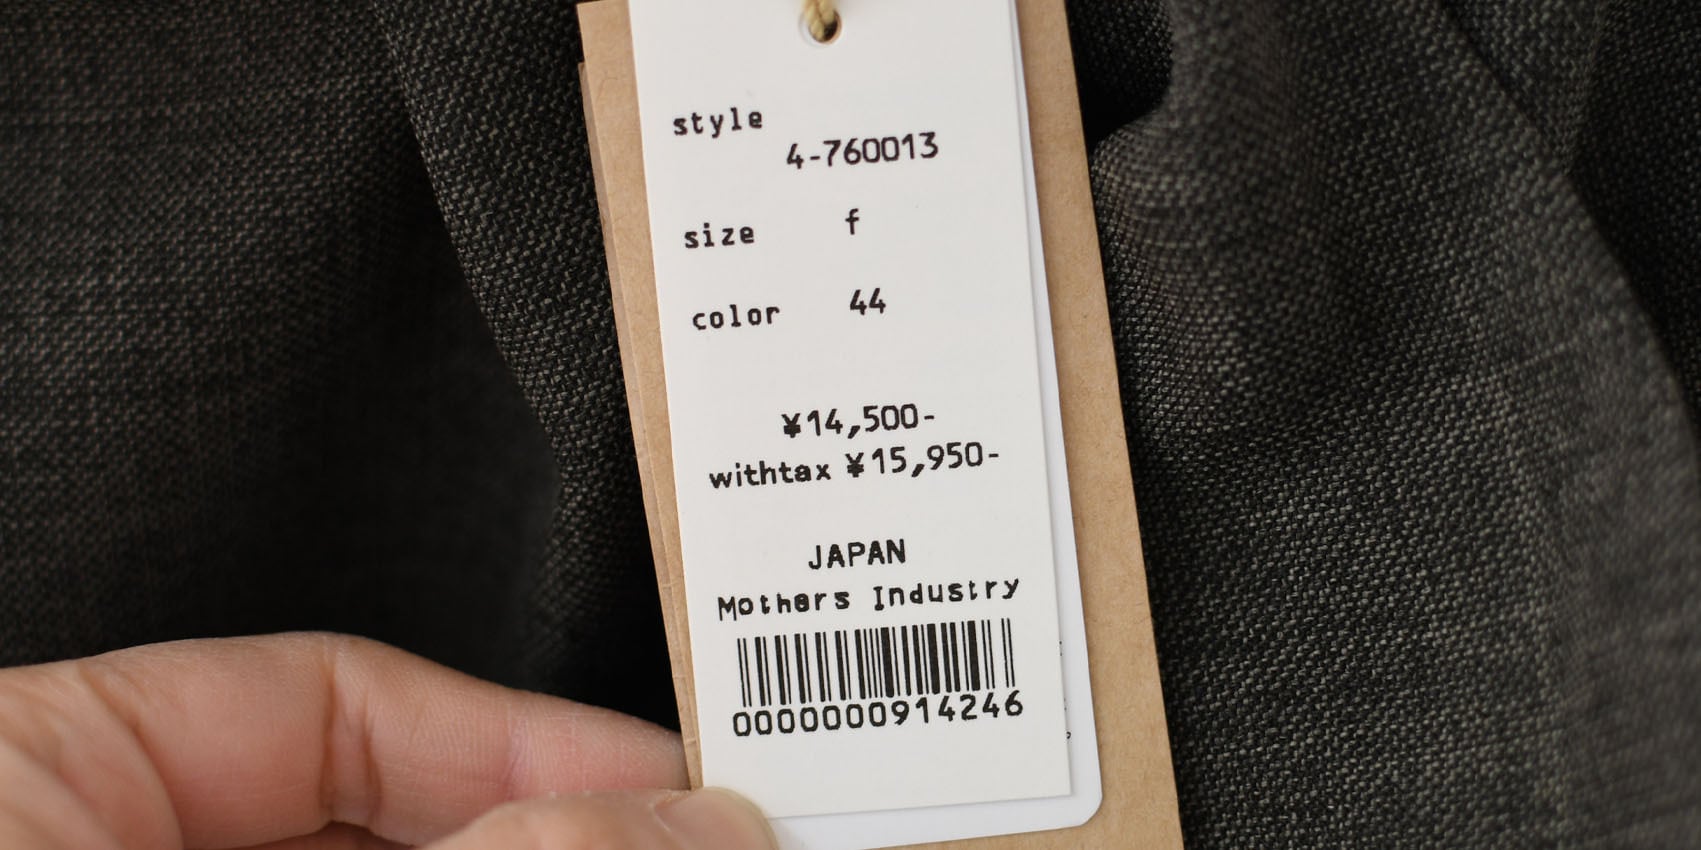 style
4-760013
size f
color 44
¥14,500-
withtax ¥15,950-
JAPAN
Mothers Industry
0000000914246